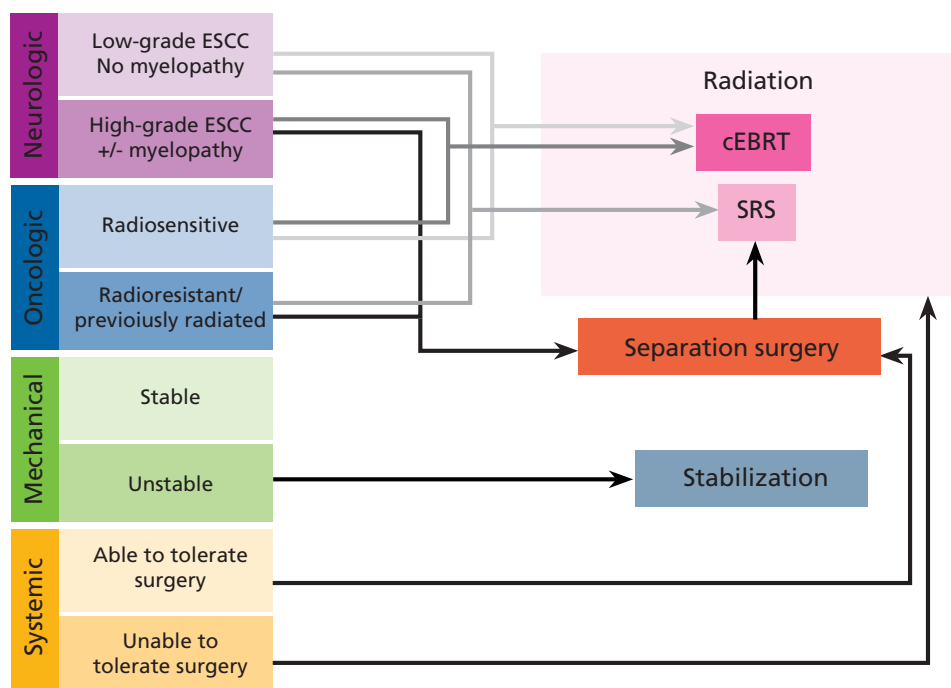 Neurologic
Low-grade ESCC
No myelopathy
High-grade ESCC
+/- myelopathy
Oncologic
Radiosensitive
Radioresistant/
previoiusly radiated
Mechanical
Stable
Unstable
Systemic
Able to tolerate
surgery
Unable to
tolerate surgery
Radiation
cEBRT
SRS
Separation surgery
Stabilization